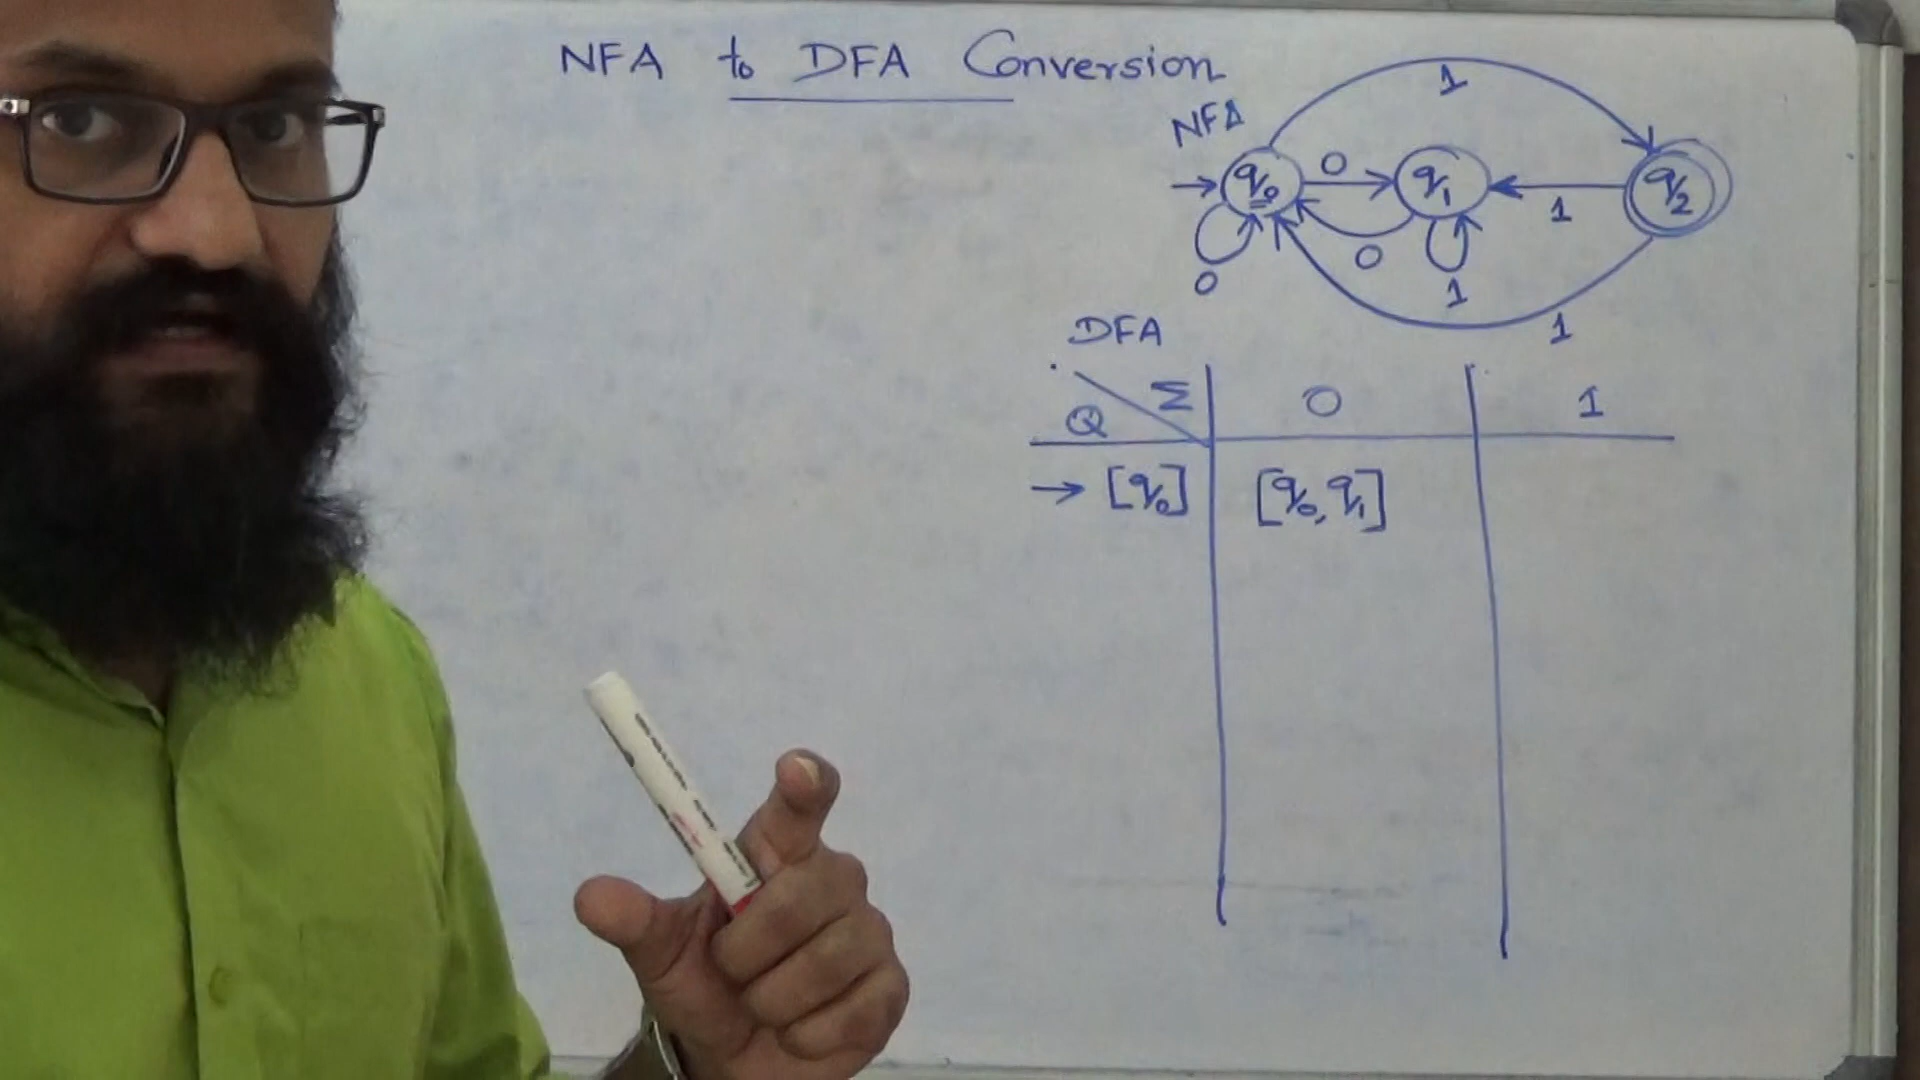 NFA to DFA Conversion
NFA
1
→ q0 0 q1 1 q2
0 0 1 1
DFA
Q Σ 0 1
→ [q0] [q0, q1]